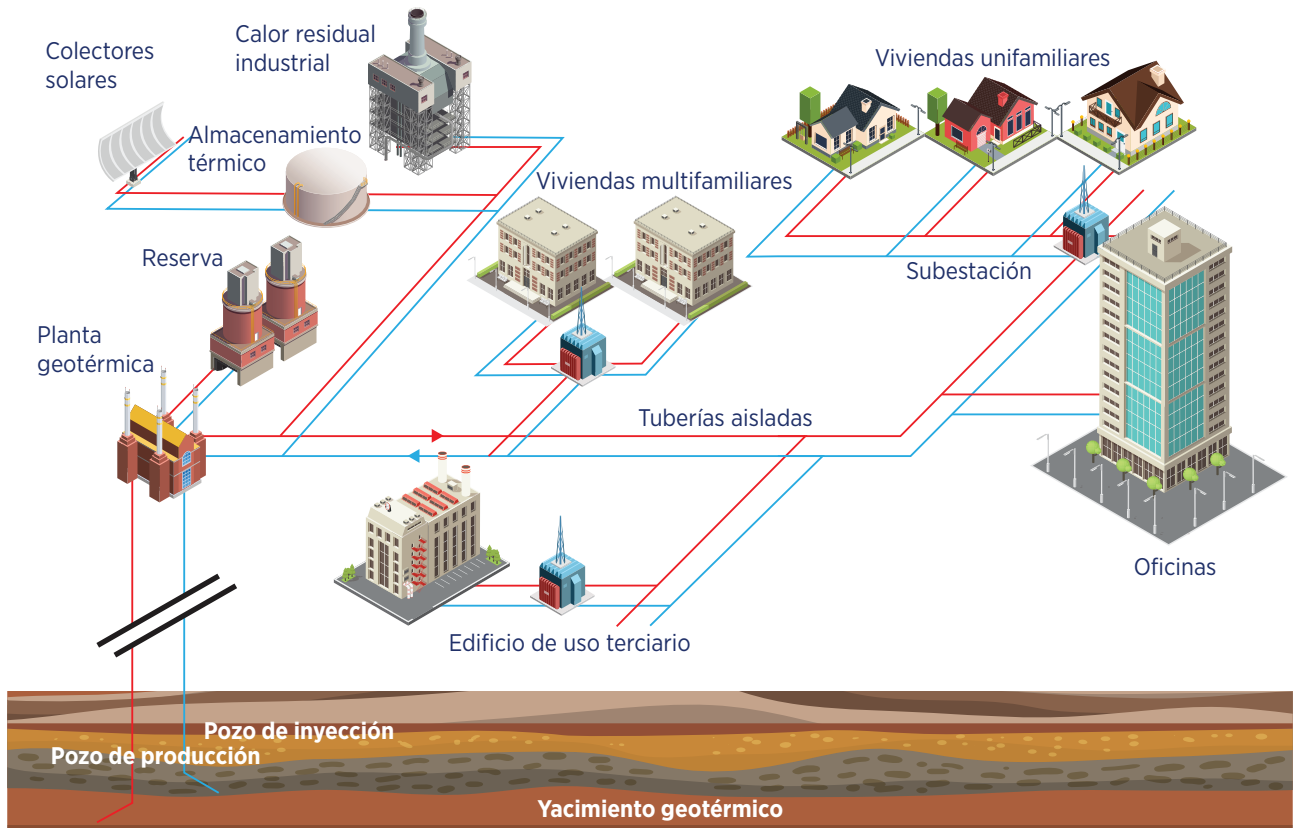 Colectores
solares
Calor residual
industrial
Viviendas unifamiliares
Almacenamiento
térmico
Viviendas multifamiliares
Reserva
Subestación
Planta
geotérmica
Tuberías aisladas
Oficinas
Edificio de uso terciario
Pozo de inyección
Pozo de producción
Yacimiento geotérmico